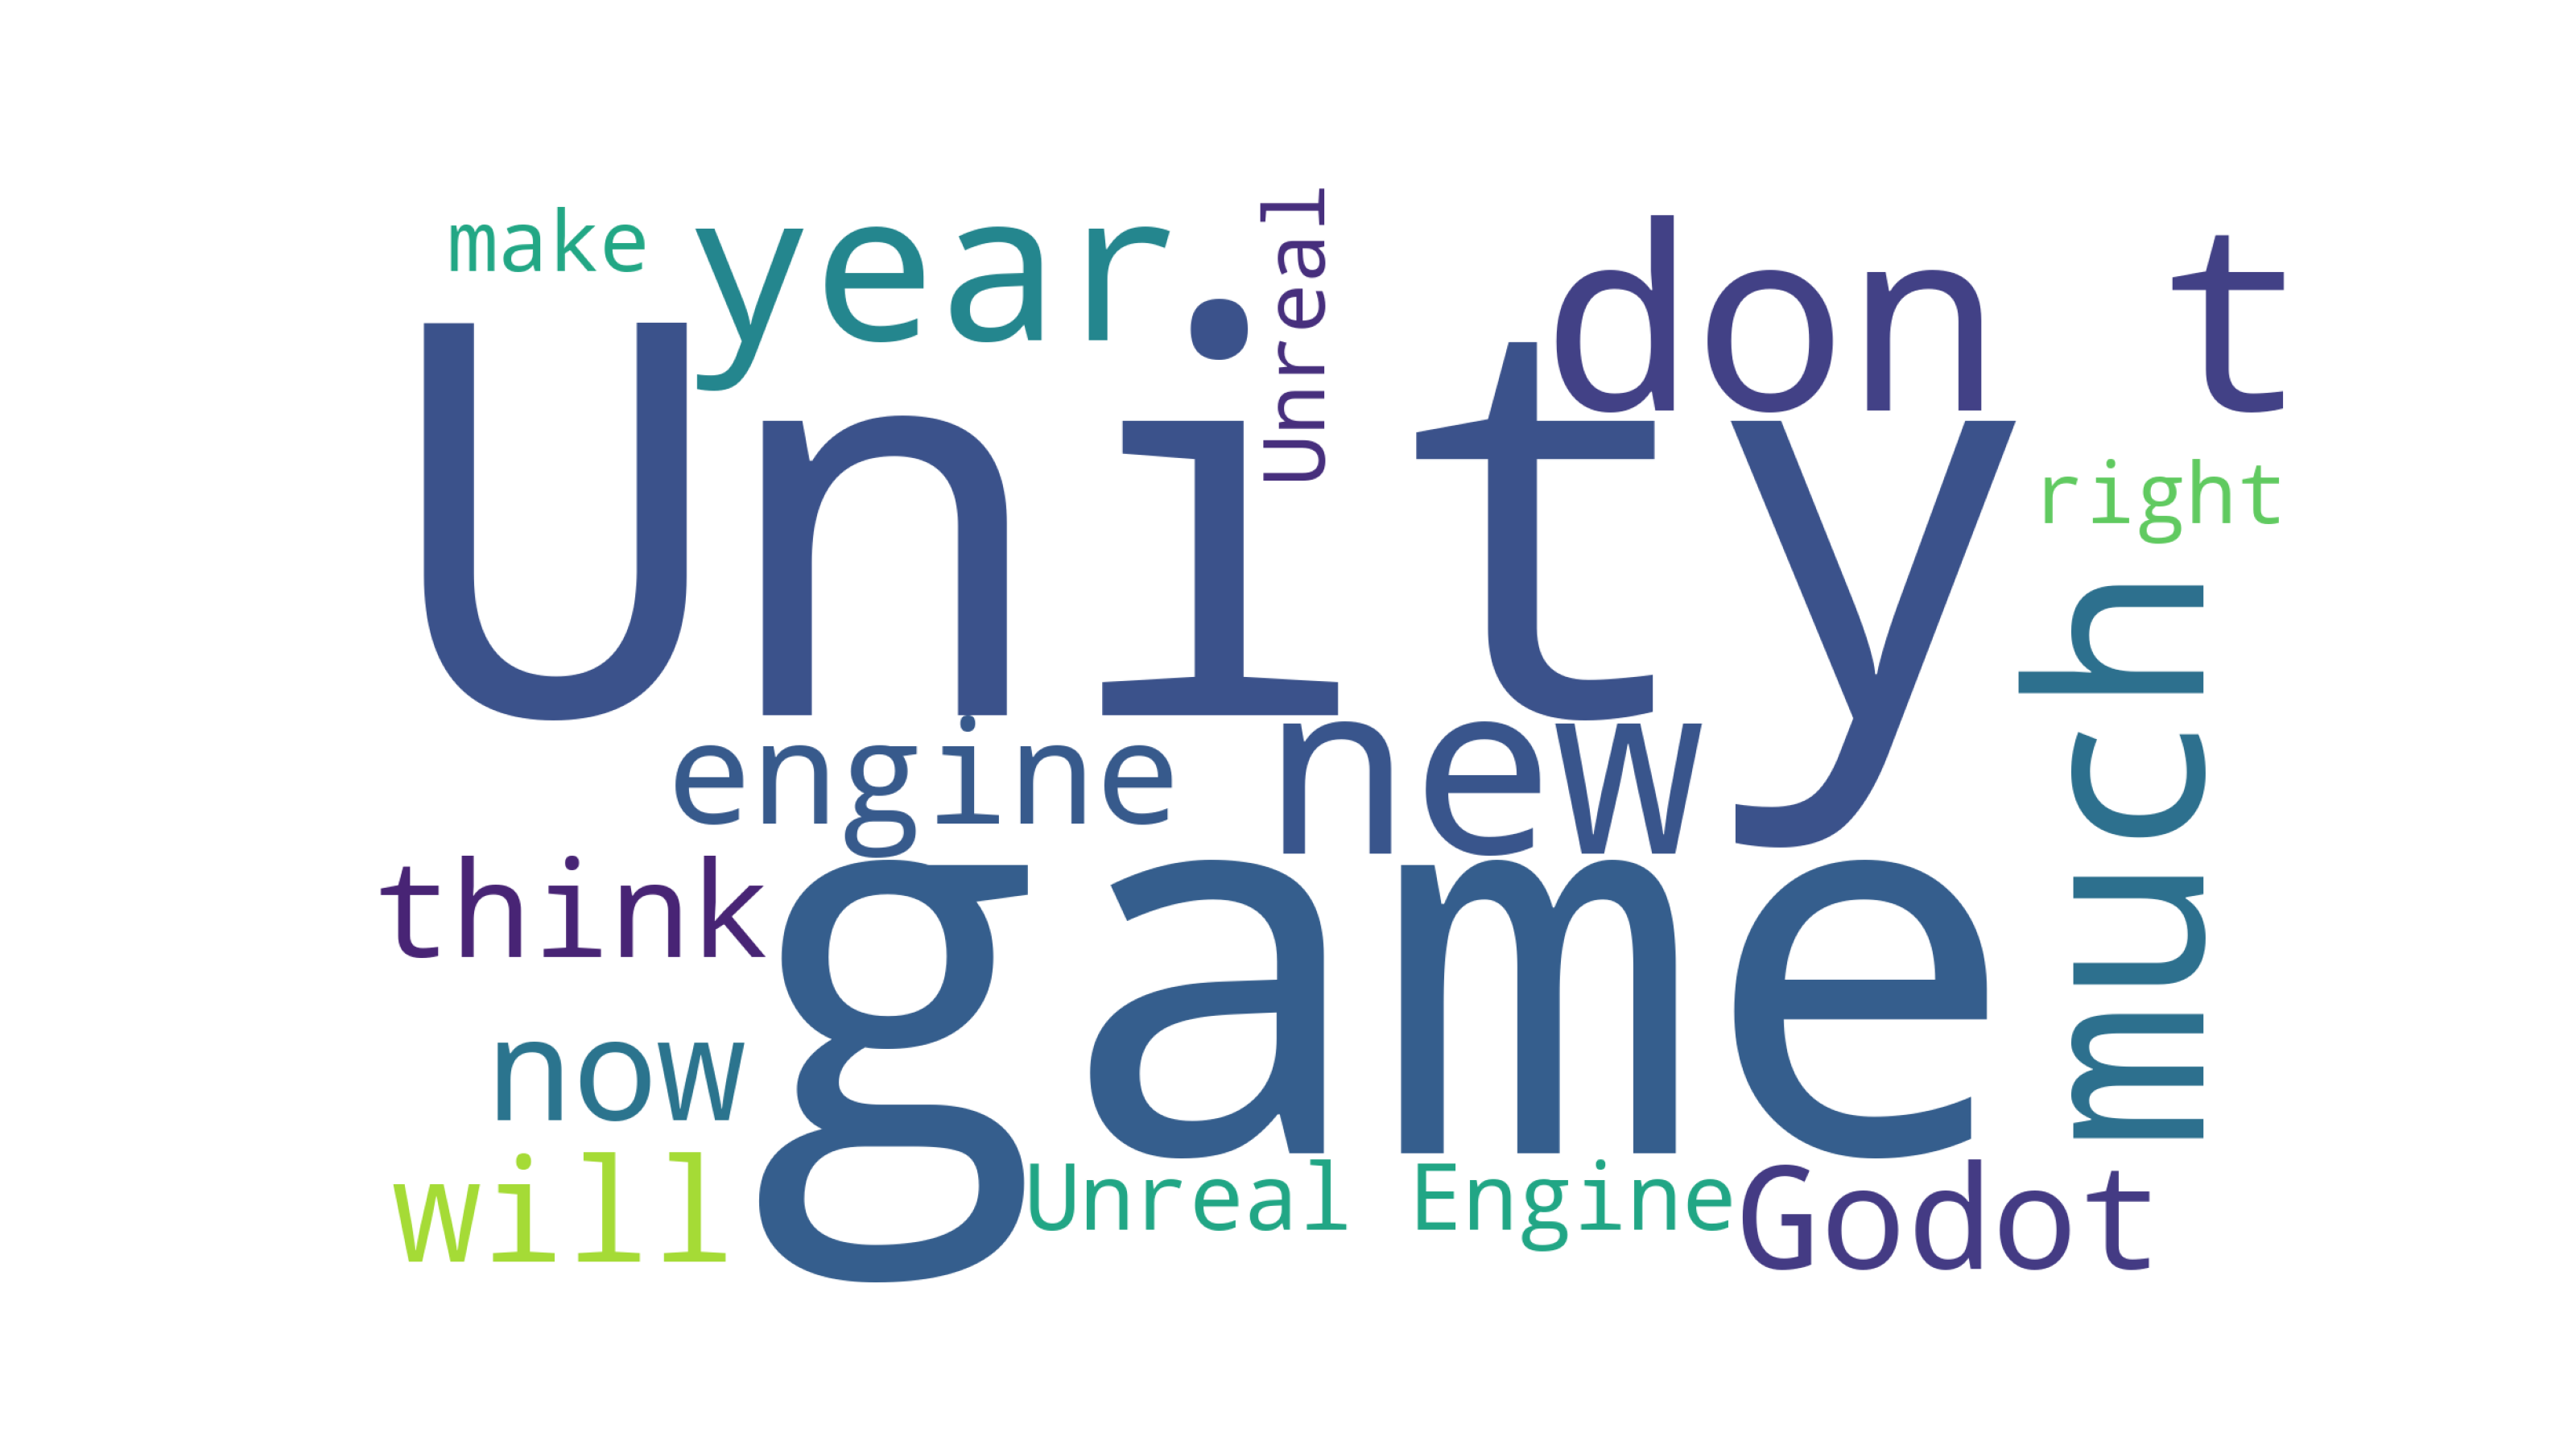 make
year
Unreal
don t
Unity
right
engine
new
much
think
game
now
will
Unreal Engine
Godot